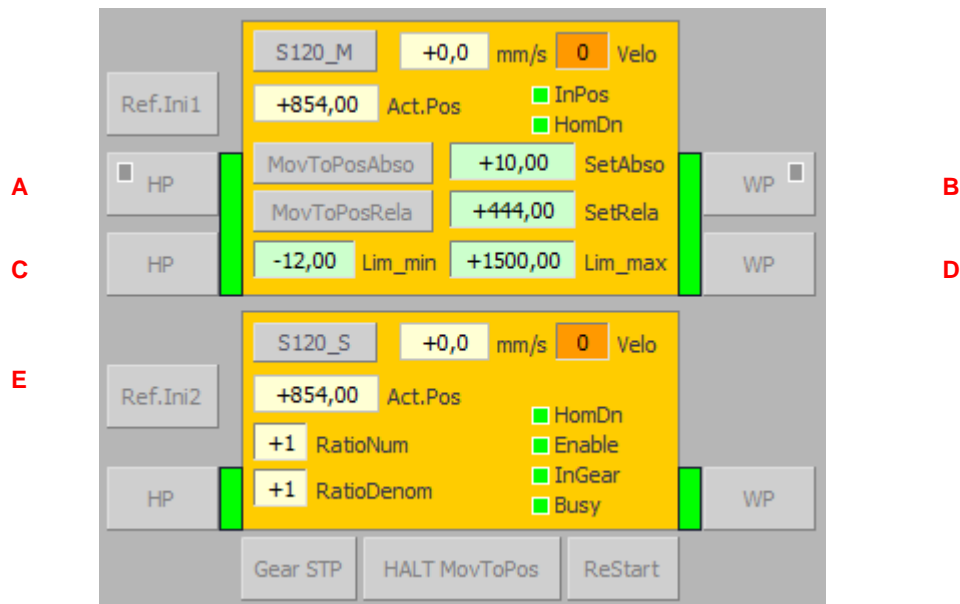 S120_M +0,0 mm/s 0 Velo
Ref.Ini1 +854,00 Act.Pos InPos
HomDn
MovToPosAbso +10,00 SetAbso
A HP WP B
MovToPosRela +444,00 SetRela
C HP -12,00 Lim_min +1500,00 Lim_max WP D
S120_S +0,0 mm/s 0 Velo
E
Ref.Ini2 +854,00 Act.Pos
HomDn
+1 RatioNum Enable
InGear
HP +1 RatioDenom WP
Busy
Gear STP HALT MovToPos ReStart